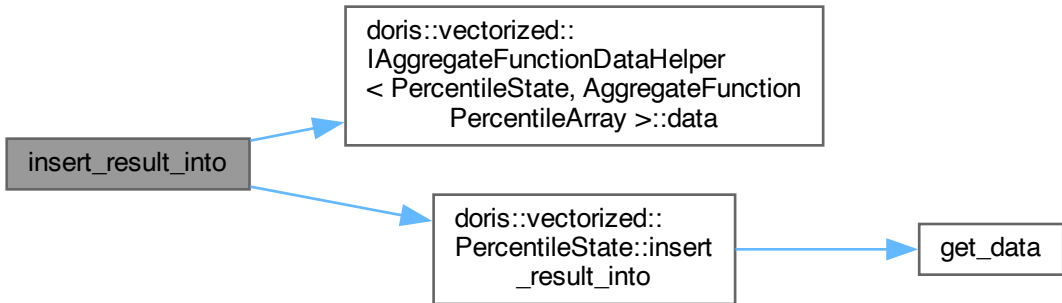 insert_result_into
doris::vectorized::
IAggregateFunctionDataHelper
< PercentileState, AggregateFunction
PercentileArray >::data
doris::vectorized::
PercentileState::insert
_result_into
get_data